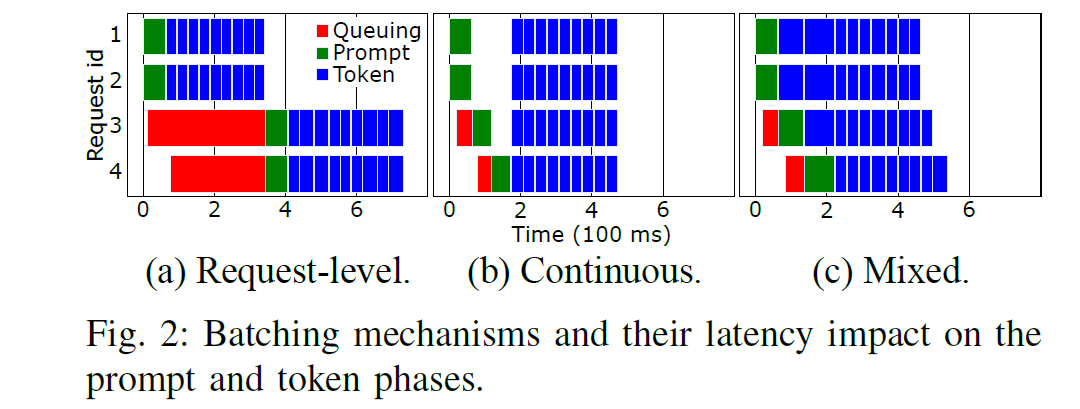 Request id
1
2
3
4
Queuing
Prompt
Token
0 2 4 6 0 2 4 6 0 2 4 6
Time (100 ms)
(a) Request-level. (b) Continuous. (c) Mixed.
Fig. 2: Batching mechanisms and their latency impact on the
prompt and token phases.